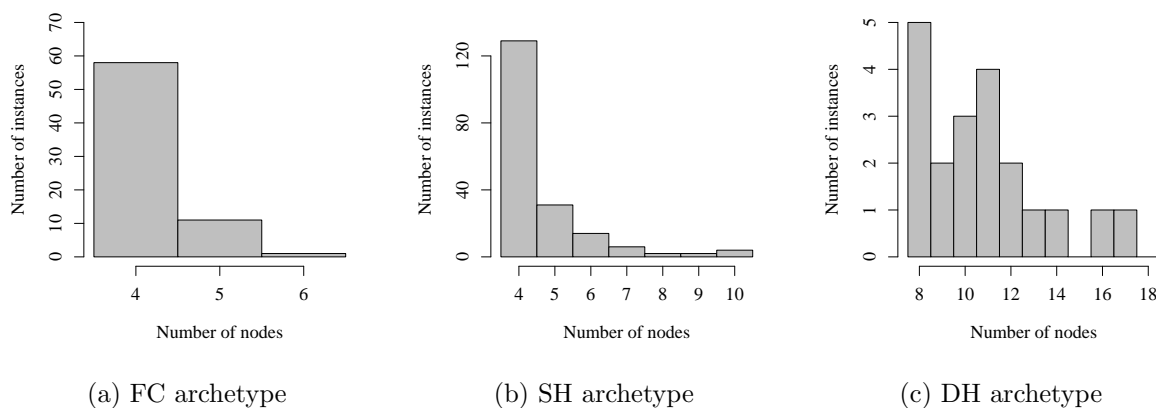 Number of instances
0 10 20 30 40 50 60 70
4 5 6
Number of nodes
(a) FC archetype
Number of instances
0 40 80 120
4 5 6 7 8 9 10
Number of nodes
(b) SH archetype
Number of instances
0 1 2 3 4 5
8 10 12 14 16 18
Number of nodes
(c) DH archetype